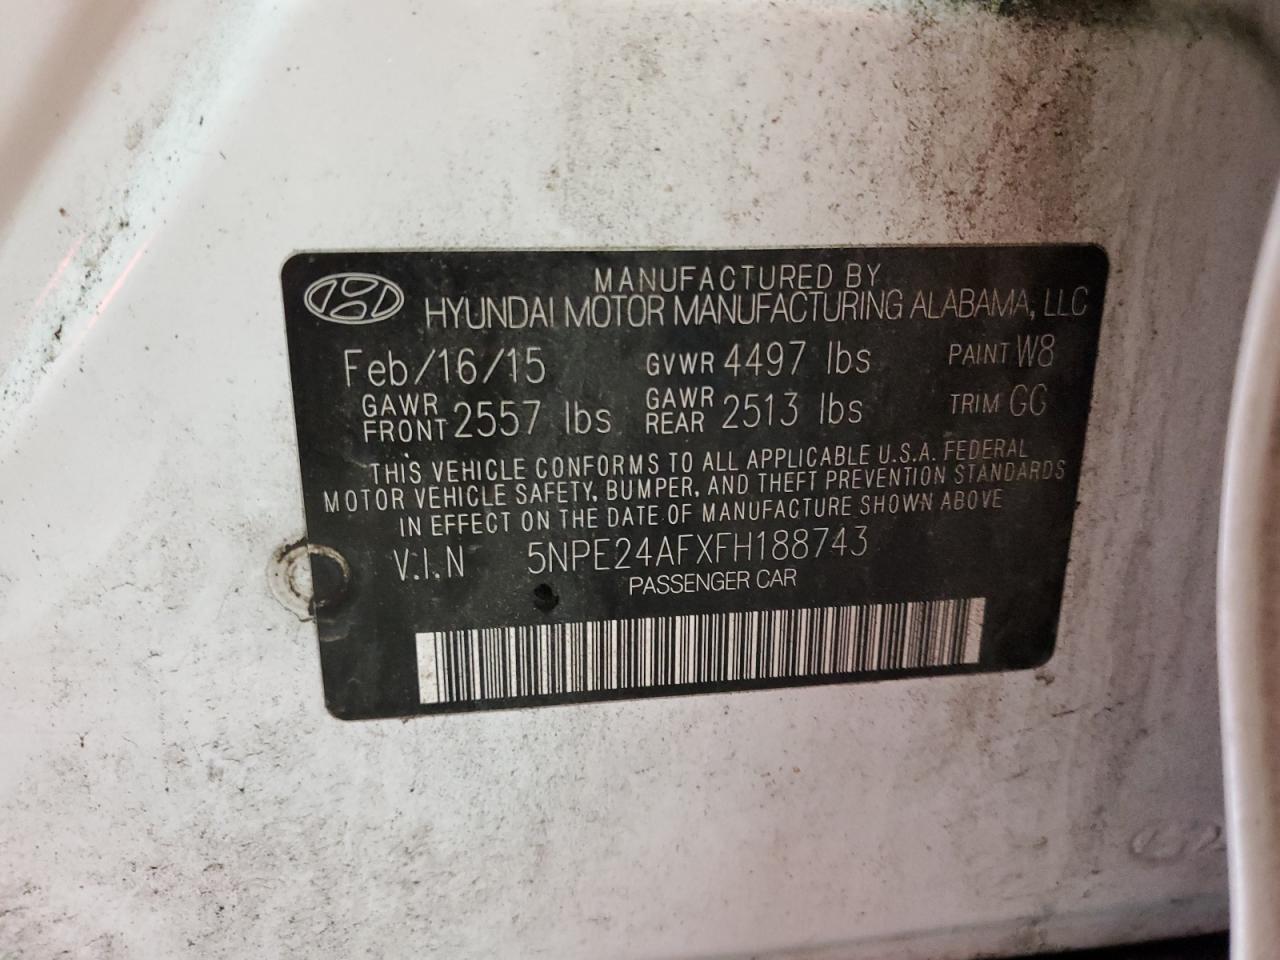 MANUFACTURED BY
HYUNDAI MOTOR MANUFACTURING ALABAMA, LLC
Feb/16/15 GVWR 4497 lbs PAINT W8
GAWR FRONT 2557 lbs GAWR REAR 2513 lbs TRIM GG
THIS VEHICLE CONFORMS TO ALL APPLICABLE U.S.A. FEDERAL
MOTOR VEHICLE SAFETY, BUMPER, AND THEFT PREVENTION STANDARDS
IN EFFECT ON THE DATE OF MANUFACTURE SHOWN ABOVE
V.I.N 5NPE24AFXFH188743
PASSENGER CAR